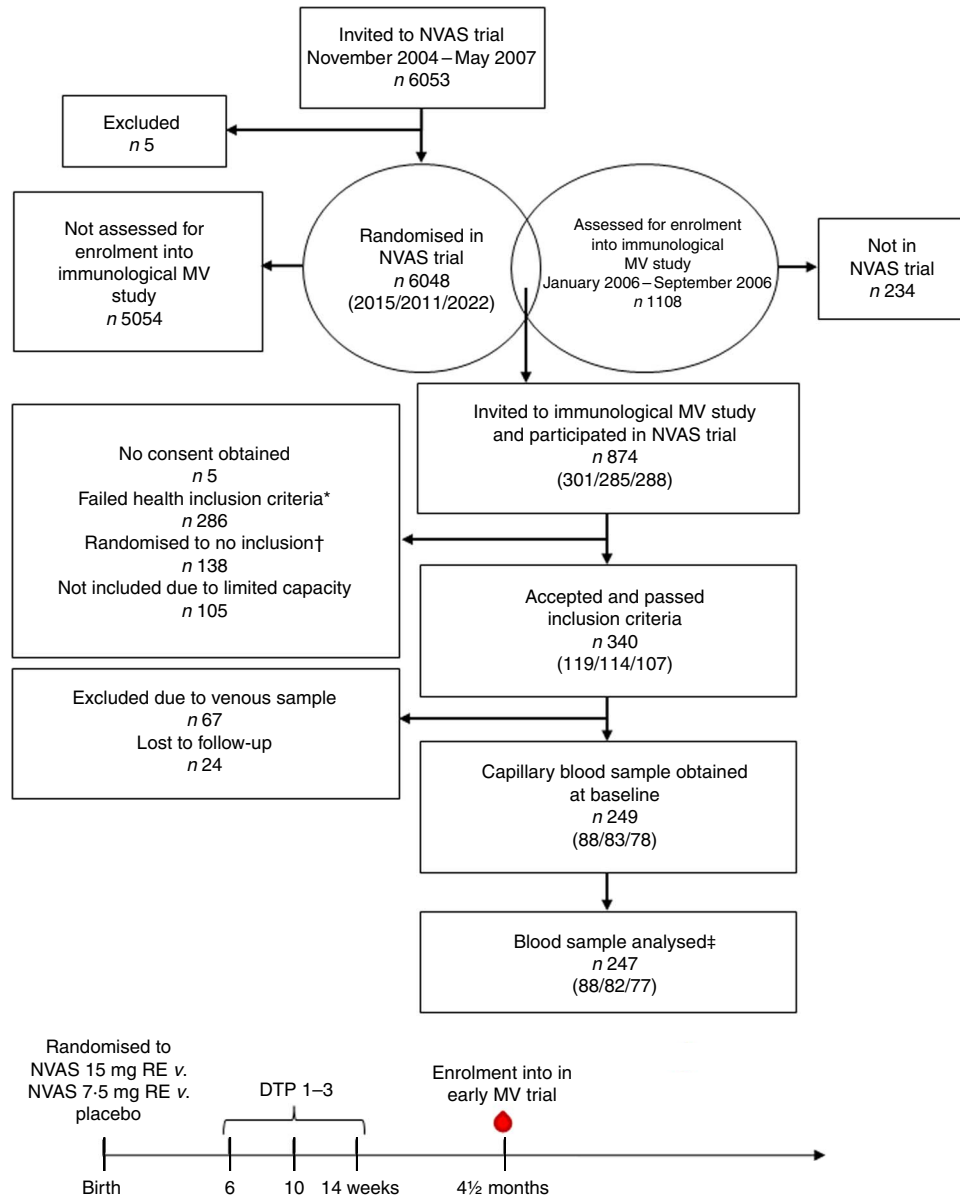 Invited to NVAS trial
November 2004–May 2007
n 6053
Excluded
n 5
Not assessed for
enrolment into
immunological MV
study
n 5054
Randomised in
NVAS trial
n 6048
(2015/2011/2022)
Assessed for enrolment
into immunological
MV study
January 2006–September 2006
n 1108
Not in
NVAS trial
n 234
Invited to immunological MV study
and participated in NVAS trial
n 874
(301/285/288)
No consent obtained
n 5
Failed health inclusion criteria*
n 286
Randomised to no inclusion†
n 138
Not included due to limited capacity
n 105
Accepted and passed
inclusion criteria
n 340
(119/114/107)
Excluded due to venous sample
n 67
Lost to follow-up
n 24
Capillary blood sample obtained
at baseline
n 249
(88/83/78)
Blood sample analysed‡
n 247
(88/82/77)
Randomised to
NVAS 15 mg RE v.
NVAS 7·5 mg RE v.
placebo
DTP 1–3
Enrolment into in
early MV trial
Birth 6 10 14 weeks 4½ months